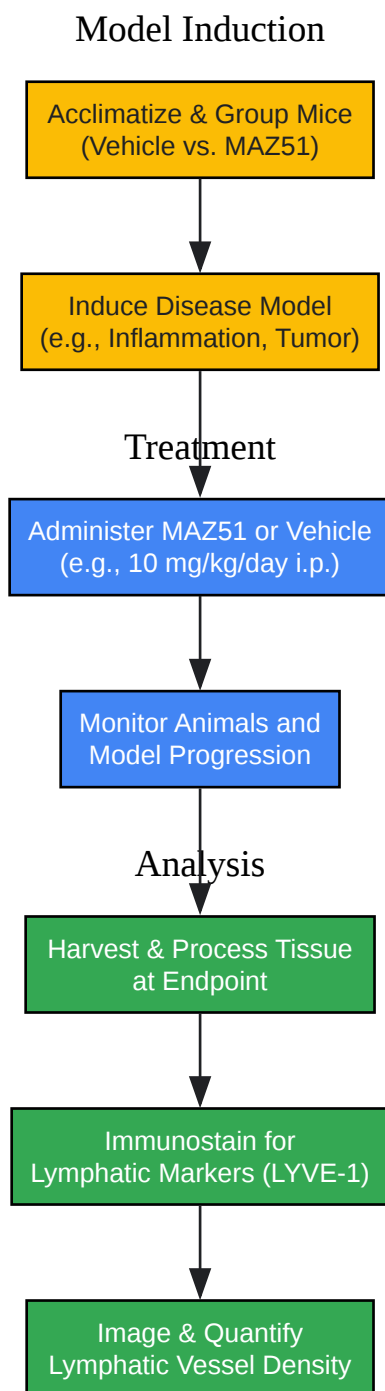 Model Induction
Acclimatize & Group Mice
(Vehicle vs. MAZ51)
Induce Disease Model
(e.g., Inflammation, Tumor)
Treatment
Administer MAZ51 or Vehicle
(e.g., 10 mg/kg/day i.p.)
Monitor Animals and
Model Progression
Analysis
Harvest & Process Tissue
at Endpoint
Immunostain for
Lymphatic Markers (LYVE-1)
Image & Quantify
Lymphatic Vessel Density